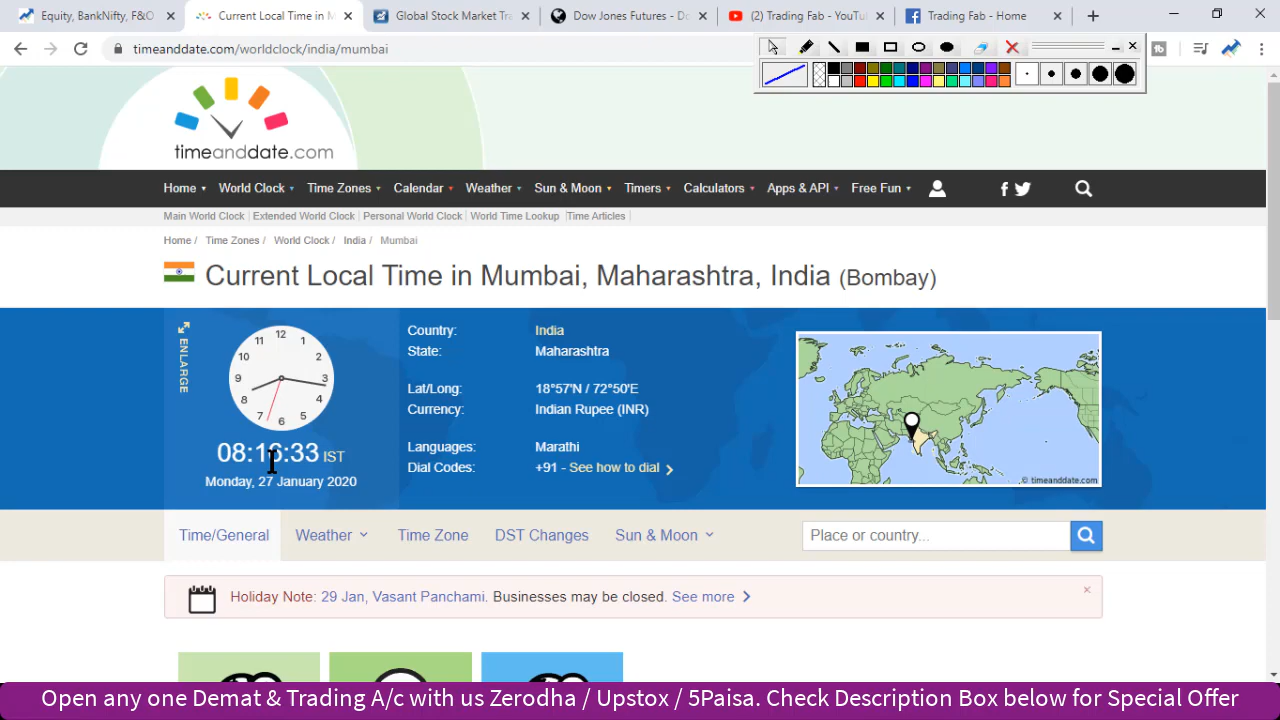 Equity, BankNifty, F&O
Current Local Time in M
Global Stock Market Tr
Dow Jones Futures - Do
(2) Trading Fab - YouTu
Trading Fab - Home
timeanddate.com/worldclock/india/mumbai
timeanddate.com
Home World Clock Time Zones Calendar Weather Sun & Moon Timers Calculators Apps & API Free Fun
Main World Clock Extended World Clock Personal World Clock World Time Lookup Time Articles
Home / Time Zones / World Clock / India / Mumbai
Current Local Time in Mumbai, Maharashtra, India (Bombay)
ENLARGE
12 1 2 3 4 5 6 7 8 9 10 11
08:16:33 IST
Monday, 27 January 2020
Country: India
State: Maharashtra
Lat/Long: 18°57'N / 72°50'E
Currency: Indian Rupee (INR)
Languages: Marathi
Dial Codes: +91 - See how to dial
© timeanddate.com
Time/General Weather Time Zone DST Changes Sun & Moon Place or country...
Holiday Note: 29 Jan, Vasant Panchami. Businesses may be closed. See more
Open any one Demat & Trading A/c with us Zerodha / Upstox / 5Paisa. Check Description Box below for Special Offer